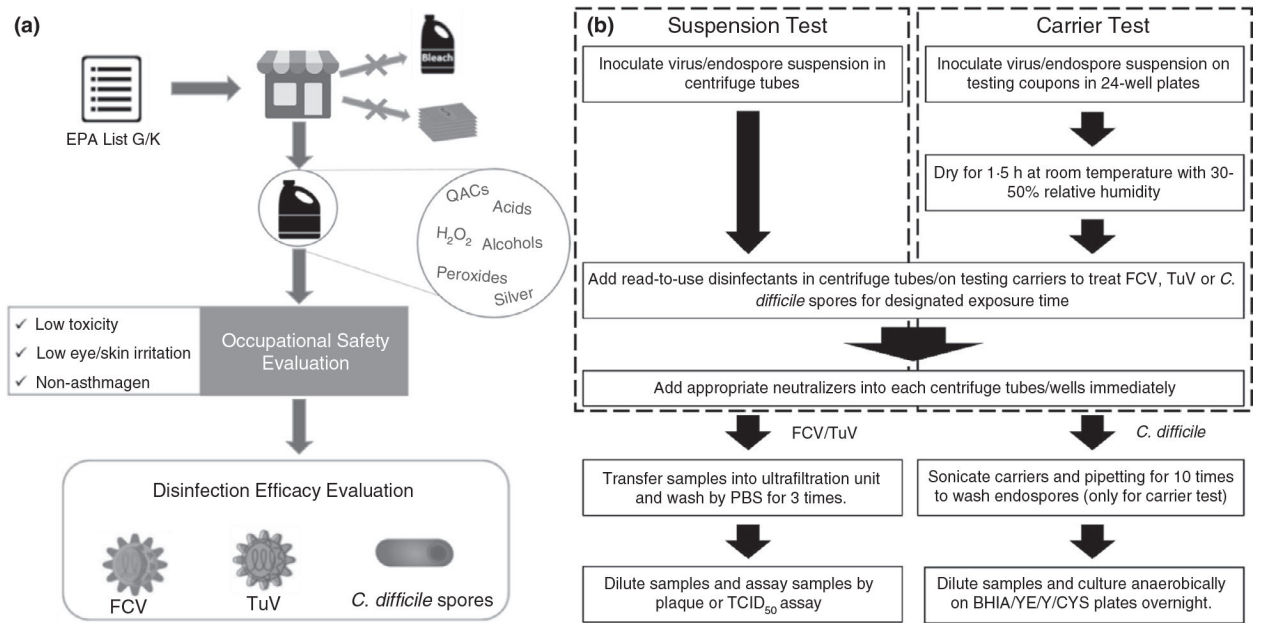 (a)
Bleach
EPA List G/K
QACs
Acids
H2O2
Alcohols
Peroxides
Silver
✓ Low toxicity
✓ Low eye/skin irritation
✓ Non-asthmagen
Occupational Safety
Evaluation
Disinfection Efficacy Evaluation
FCV
TuV
C. difficile spores
(b)
Suspension Test
Carrier Test
Inoculate virus/endospore suspension in
centrifuge tubes
Inoculate virus/endospore suspension on
testing coupons in 24-well plates
Dry for 1·5 h at room temperature with 30-
50% relative humidity
Add read-to-use disinfectants in centrifuge tubes/on testing carriers to treat FCV, TuV or C.
difficile spores for designated exposure time
Add appropriate neutralizers into each centrifuge tubes/wells immediately
FCV/TuV
C. difficile
Transfer samples into ultrafiltration unit
and wash by PBS for 3 times.
Sonicate carriers and pipetting for 10 times
to wash endospores (only for carrier test)
Dilute samples and assay samples by
plaque or TCID50 assay
Dilute samples and culture anaerobically
on BHIA/YE/Y/CYS plates overnight.